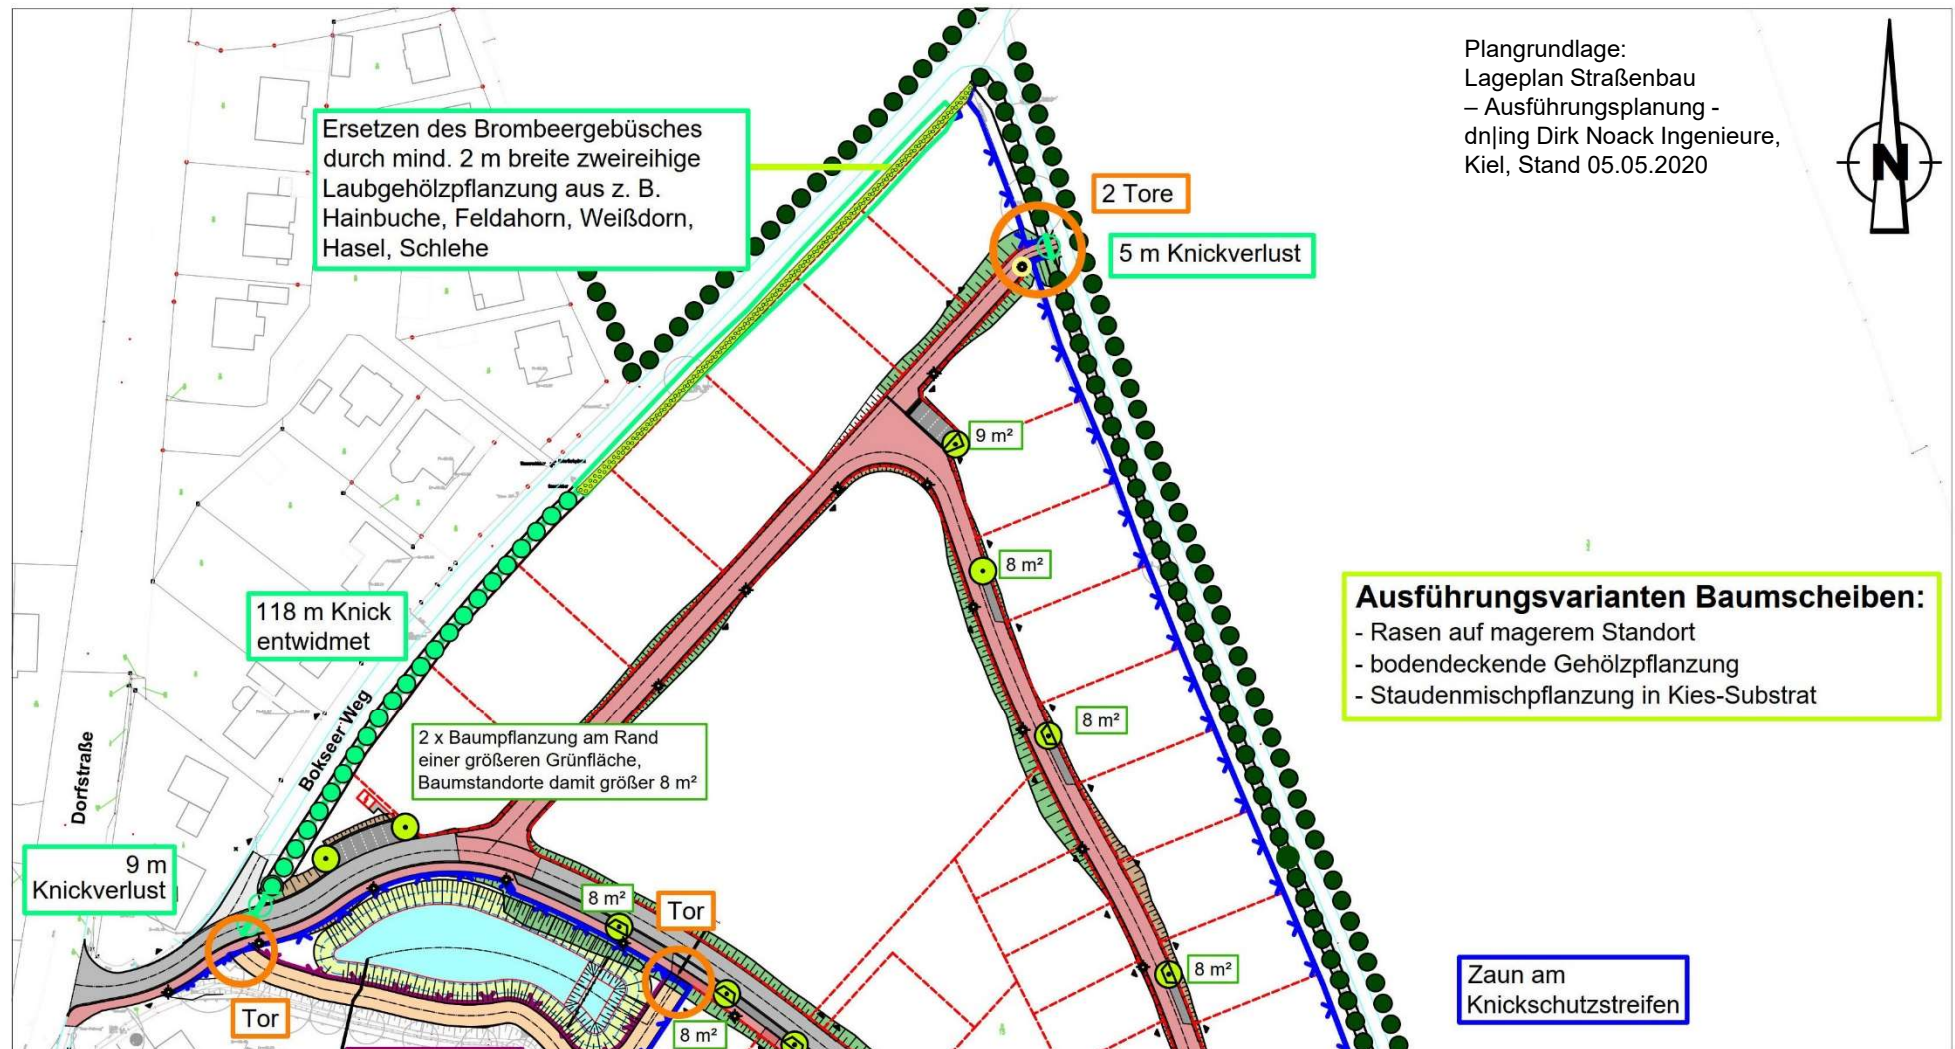 Plangrundlage:
Lageplan Straßenbau
– Ausführungsplanung -
dn|ing Dirk Noack Ingenieure,
Kiel, Stand 05.05.2020
N
Ersetzen des Brombeergebüsches
durch mind. 2 m breite zweireihige
Laubgehölzpflanzung aus z. B.
Hainbuche, Feldahorn, Weißdorn,
Hasel, Schlehe
2 Tore
5 m Knickverlust
9 m²
8 m²
Ausführungsvarianten Baumscheiben:
- Rasen auf magerem Standort
- bodendeckende Gehölzpflanzung
- Staudenmischpflanzung in Kies-Substrat
118 m Knick
entwidmet
Bokseer Weg
Dorfstraße
8 m²
2 x Baumpflanzung am Rand
einer größeren Grünfläche,
Baumstandorte damit größer 8 m²
9 m
Knickverlust
8 m²
Tor
8 m²
Zaun am
Knickschutzstreifen
Tor
8 m²